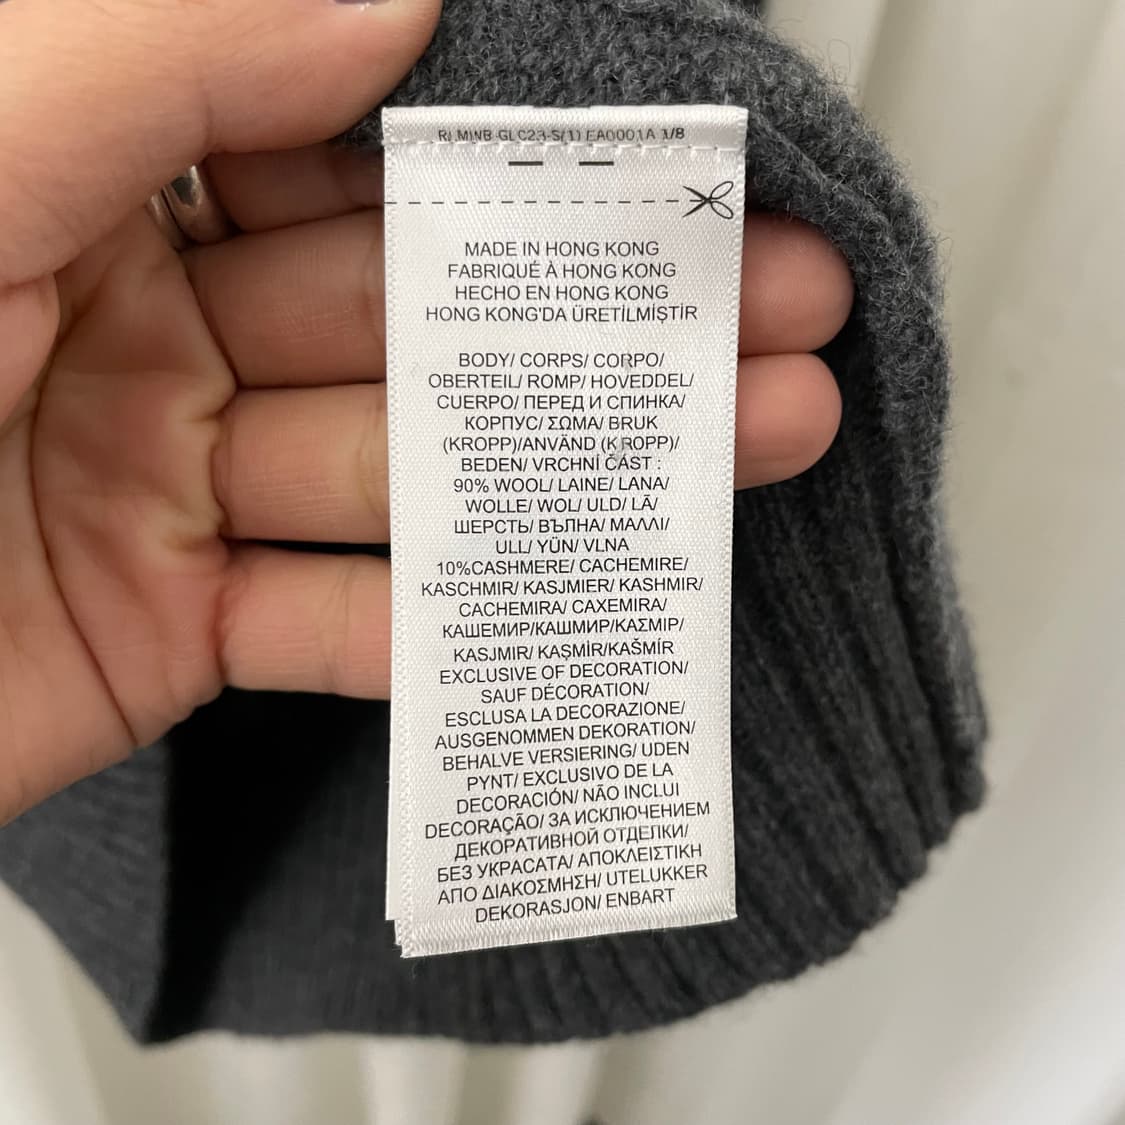 RLMWB GLC23-S(1) EA0001A 1/8
MADE IN HONG KONG
FABRIQUÉ À HONG KONG
HECHO EN HONG KONG
HONG KONG'DA ÜRETİLMİŞTİR
BODY/ CORPS/ CORPO/
OBERTEIL/ ROMP/ HOVEDDEL/
CUERPO/ ПЕРЕД И СПИНКА/
КОРПУС/ ΣΩΜΑ/ BRUK
(KROPP)/ANVÄND (KROPP)/
BEDEN/ VRCHNÍ ČÁST :
90% WOOL/ LAINE/ LANA/
WOLLE/ WOL/ ULD/ LÃ/
ШЕРСТЬ/ ВЪЛНА/ ΜΑΛΛΙ/
ULL/ YÜN/ VLNA
10%CASHMERE/ CACHEMIRE/
KASCHMIR/ KASJMIER/ KASHMIR/
CACHEMIRA/ CAXEMIRA/
КАШЕМИР/КАШМИР/ΚΑΣΜΙΡ/
KASJMIR/ KAŞMİR/KAŠMÍR
EXCLUSIVE OF DECORATION/
SAUF DÉCORATION/
ESCLUSA LA DECORAZIONE/
AUSGENOMMEN DEKORATION/
BEHALVE VERSIERING/ UDEN
PYNT/ EXCLUSIVO DE LA
DECORACIÓN/ NÃO INCLUI
DECORAÇÃO/ ЗА ИСКЛЮЧЕНИЕМ
ДЕКОРАТИВНОЙ ОТДЕЛКИ/
БЕЗ УКРАСАТА/ ΑΠΟΚΛΕΙΣΤΙΚΗ
ΑΠΟ ΔΙΑΚΟΣΜΗΣΗ/ UTELUKKER
DEKORASJON/ ENBART